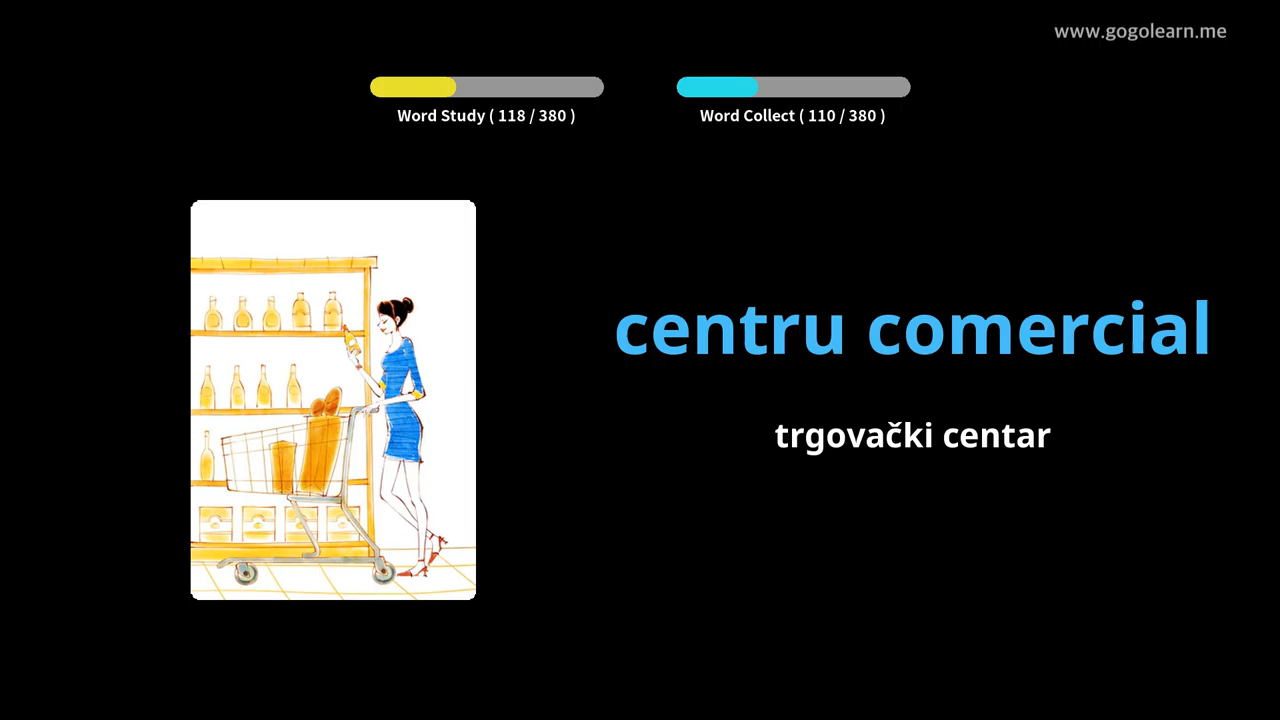 www.gogolearn.me
Word Study ( 118 / 380 )
Word Collect ( 110 / 380 )
centru comercial
trgovački centar